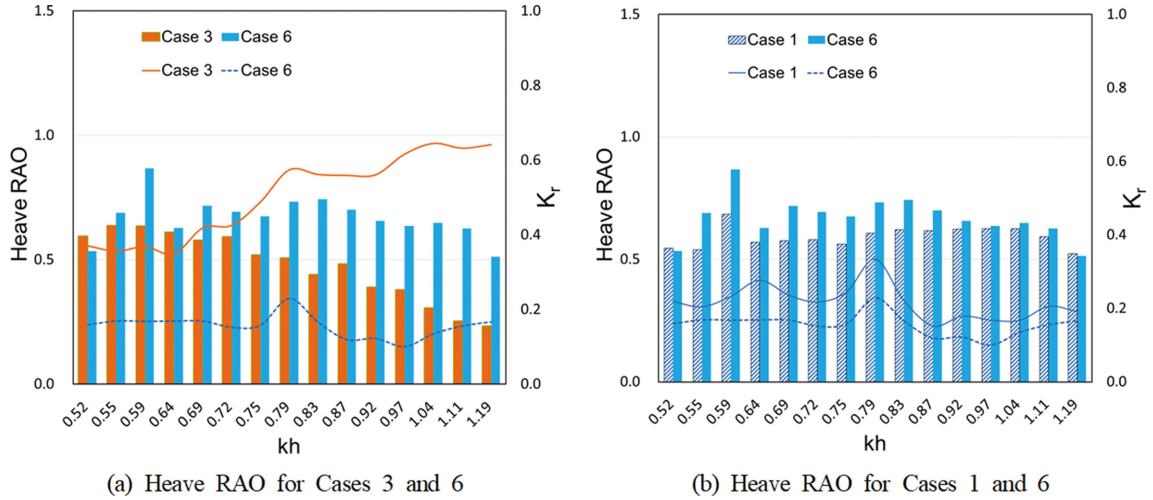 1.5
1.0
0.5
0.0
Heave RAO
Case 3 Case 6
Case 3 Case 6
1.0
0.8
0.6
0.4
0.2
0.0
Kr
0.52 0.55 0.59 0.64 0.69 0.72 0.75 0.79 0.83 0.87 0.92 0.97 1.04 1.11 1.19
kh
(a) Heave RAO for Cases 3 and 6
1.5
1.0
0.5
0.0
Heave RAO
Case 1 Case 6
Case 1 Case 6
1.0
0.8
0.6
0.4
0.2
0.0
Kr
0.52 0.55 0.59 0.64 0.69 0.72 0.75 0.79 0.83 0.87 0.92 0.97 1.04 1.11 1.19
kh
(b) Heave RAO for Cases 1 and 6